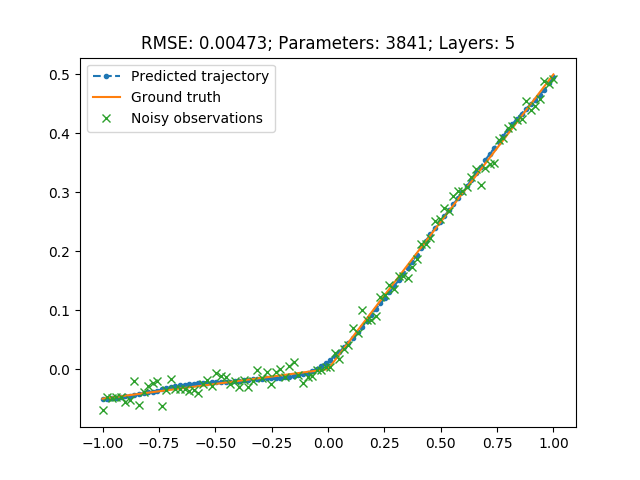 RMSE: 0.00473; Parameters: 3841; Layers: 5
Predicted trajectory
Ground truth
Noisy observations
0.5
0.4
0.3
0.2
0.1
0.0
−1.00 −0.75 −0.50 −0.25 0.00 0.25 0.50 0.75 1.00